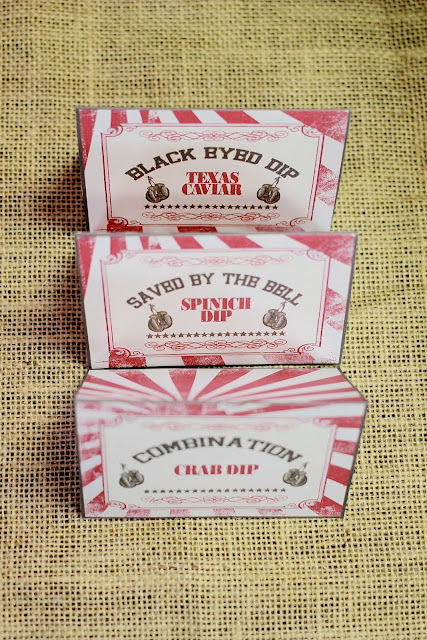 BLACK BYBD DIP
TEXAS
CAVIAR
SAVED BY THE BELL
SPINICH
DIP
COMBINATION
CRAB DIP